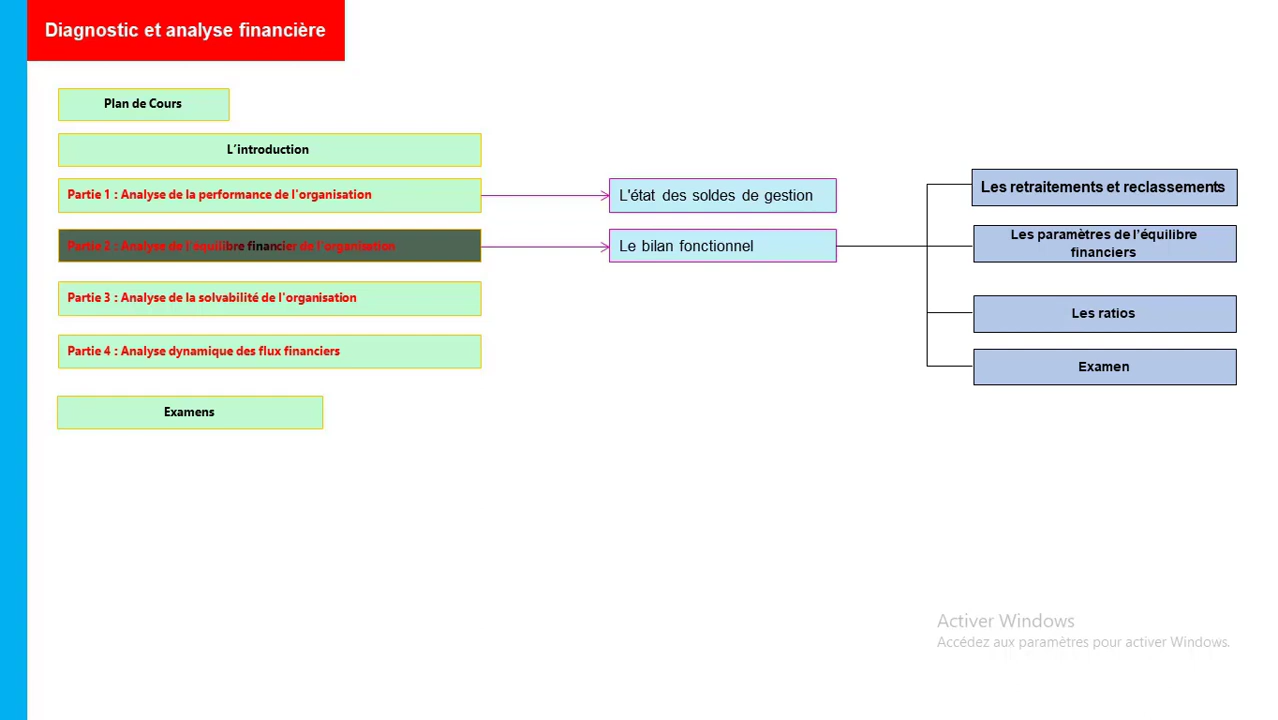 Diagnostic et analyse financière
Plan de Cours
L’introduction
Partie 1 : Analyse de la performance de l'organisation
L'état des soldes de gestion
Les retraitements et reclassements
Partie 2 : Analyse de l'équilibre financier de l'organisation
Le bilan fonctionnel
Les paramètres de l’équilibre
financiers
Partie 3 : Analyse de la solvabilité de l'organisation
Les ratios
Partie 4 : Analyse dynamique des flux financiers
Examen
Examens
Activer Windows
Accédez aux paramètres pour activer Windows.